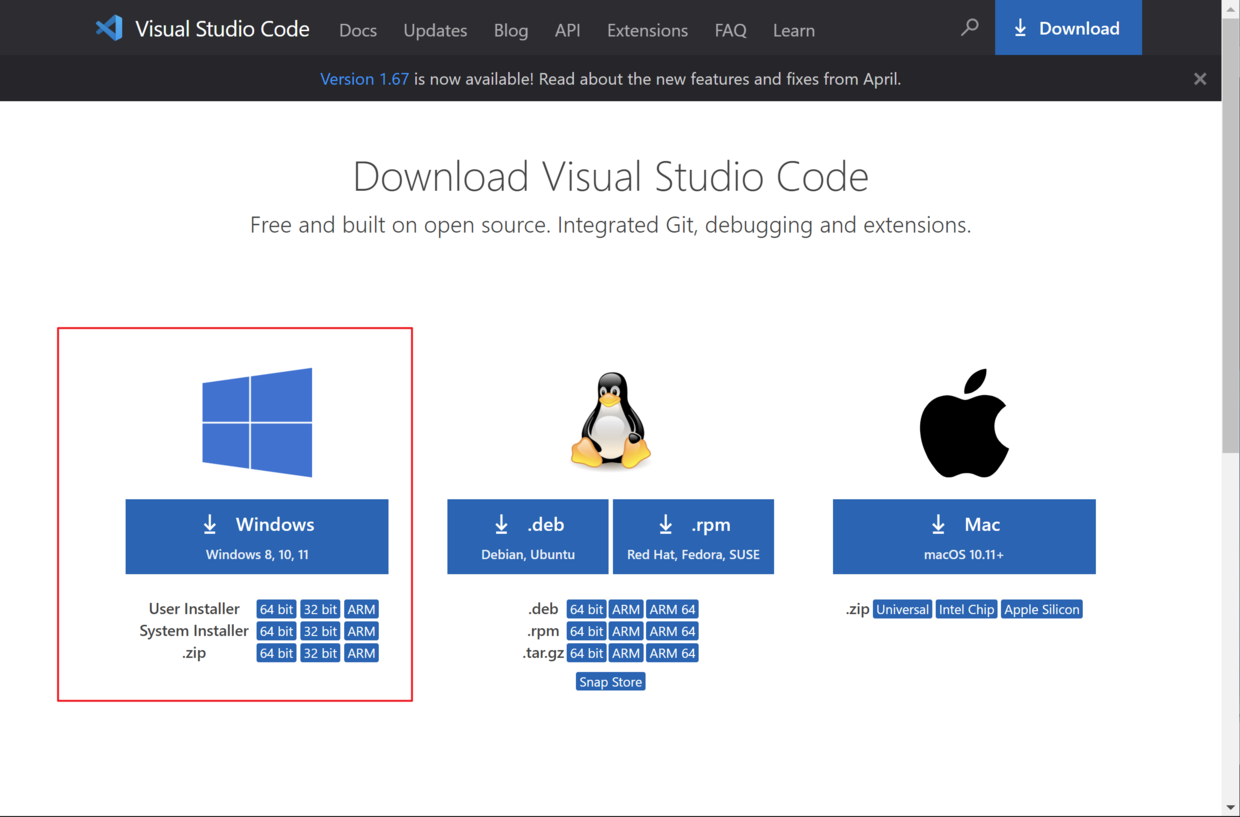 Visual Studio Code Docs Updates Blog API Extensions FAQ Learn Download
Version 1.67 is now available! Read about the new features and fixes from April.
Download Visual Studio Code
Free and built on open source. Integrated Git, debugging and extensions.
Windows
Windows 8, 10, 11
User Installer 64 bit 32 bit ARM
System Installer 64 bit 32 bit ARM
.zip 64 bit 32 bit ARM
.deb
Debian, Ubuntu
.rpm
Red Hat, Fedora, SUSE
.deb 64 bit ARM ARM 64
.rpm 64 bit ARM ARM 64
.tar.gz 64 bit ARM ARM 64
Snap Store
Mac
macOS 10.11+
.zip Universal Intel Chip Apple Silicon